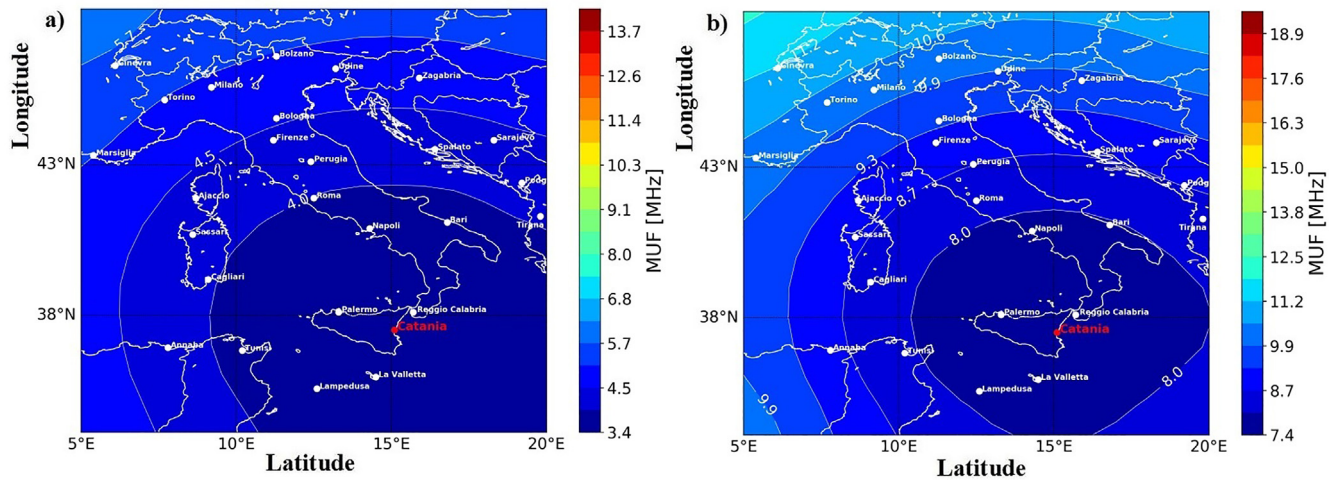 a)
Longitude
5.7
Ginevra
Bolzano
Milano
Udine
Zagabria
Torino
Bologna
Firenze
Sarajevo
Marsiglia
Spalato
43°N
4.5
Perugia
Ajaccio
4.0
Roma
Podg
Napoli
Bari
Tirana
Sassari
Cagliari
38°N
Palermo
Reggio Calabria
Catania
Annaba
Tunisi
La Valletta
Lampedusa
5°E
10°E
15°E
20°E
Latitude
13.7
12.6
11.4
10.3
9.1
8.0
6.8
5.7
4.5
3.4
MUF [MHz]
b)
Longitude
11.2
10.6
Ginevra
Bolzano
Udine
Milano
9.9
Zagabria
Torino
Bologna
Firenze
Sarajevo
Marsiglia
Spalato
43°N
9.3
Perugia
8.7
Ajaccio
Roma
Podg
8.0
Napoli
Bari
Tirana
Sassari
Cagliari
38°N
Palermo
Reggio Calabria
Catania
Annaba
Tunisi
La Valletta
8.0
Lampedusa
9.9
5°E
10°E
15°E
20°E
Latitude
18.9
17.6
16.3
15.0
13.8
12.5
11.2
9.9
8.7
7.4
MUF [MHz]